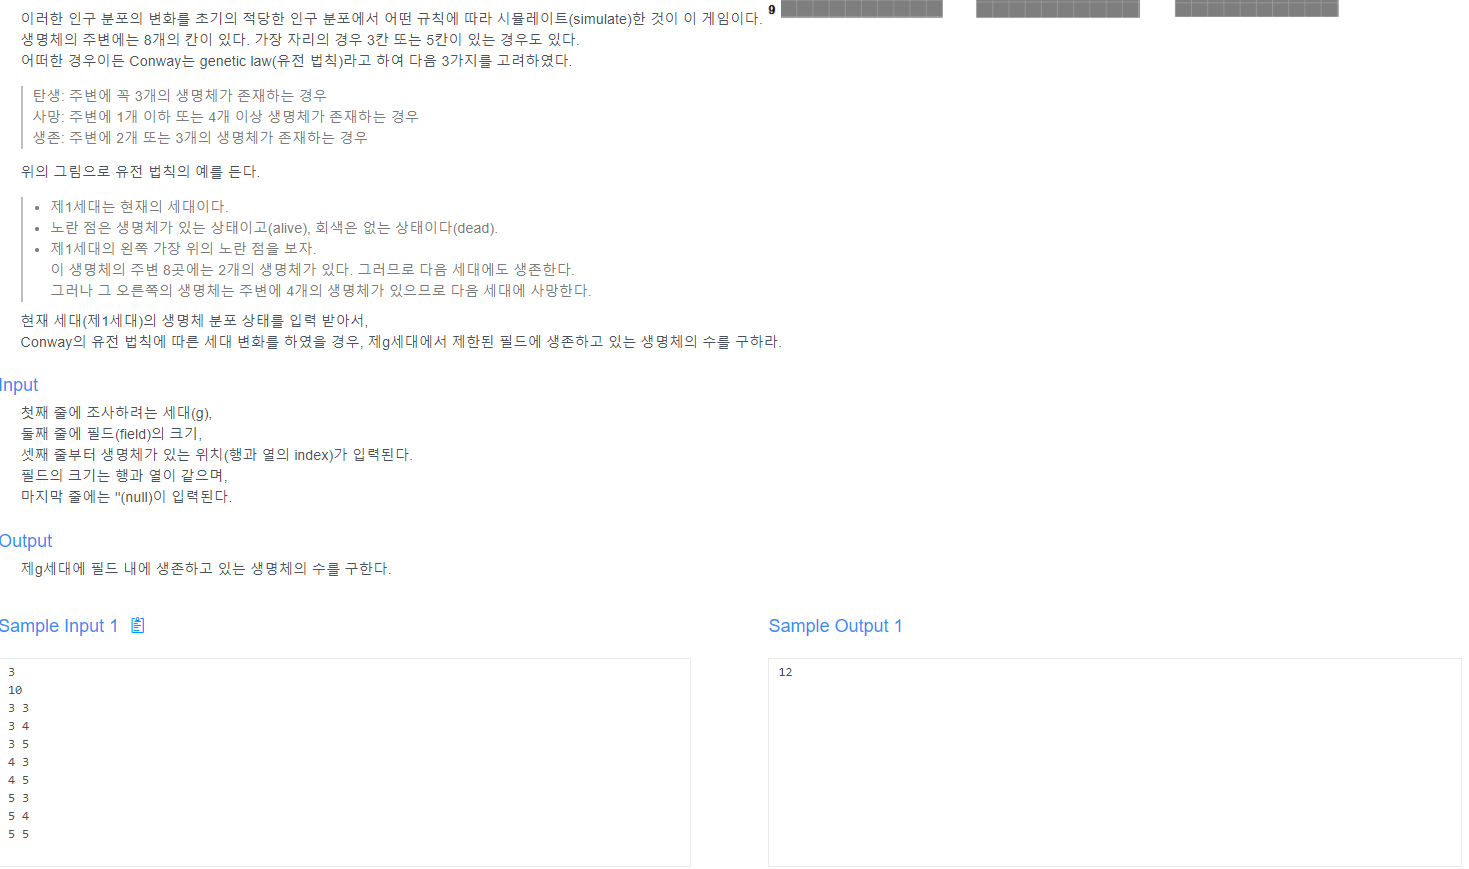 이러한 인구 분포의 변화를 초기의 적당한 인구 분포에서 어떤 규칙에 따라 시뮬레이트(simulate)한 것이 이 게임이다.
9
생명체의 주변에는 8개의 칸이 있다. 가장 자리의 경우 3칸 또는 5칸이 있는 경우도 있다.
어떠한 경우이든 Conway는 genetic law(유전 법칙)라고 하여 다음 3가지를 고려하였다.
탄생: 주변에 꼭 3개의 생명체가 존재하는 경우
사망: 주변에 1개 이하 또는 4개 이상 생명체가 존재하는 경우
생존: 주변에 2개 또는 3개의 생명체가 존재하는 경우
위의 그림으로 유전 법칙의 예를 든다.
• 제1세대는 현재의 세대이다.
• 노란 점은 생명체가 있는 상태이고(alive), 회색은 없는 상태이다(dead).
• 제1세대의 왼쪽 가장 위의 노란 점을 보자.
이 생명체의 주변 8곳에는 2개의 생명체가 있다. 그러므로 다음 세대에도 생존한다.
그러나 그 오른쪽의 생명체는 주변에 4개의 생명체가 있으므로 다음 세대에 사망한다.
현재 세대(제1세대)의 생명체 분포 상태를 입력 받아서,
Conway의 유전 법칙에 따른 세대 변화를 하였을 경우, 제g세대에서 제한된 필드에 생존하고 있는 생명체의 수를 구하라.
Input
첫째 줄에 조사하려는 세대(g),
둘째 줄에 필드(field)의 크기,
셋째 줄부터 생명체가 있는 위치(행과 열의 index)가 입력된다.
필드의 크기는 행과 열이 같으며,
마지막 줄에는 ''(null)이 입력된다.
Output
제g세대에 필드 내에 생존하고 있는 생명체의 수를 구한다.
Sample Input 1
3
10
3 3
3 4
3 5
4 3
4 5
5 3
5 4
5 5
Sample Output 1
12